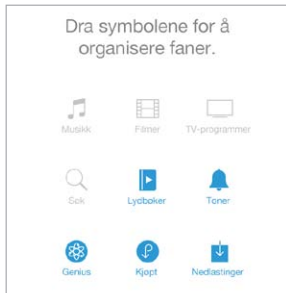 Dra symbolene for å
organisere faner.
Musikk Filmer TV-programmer
Søk Lydbøker Toner
Genius Kjøpt Nedlastinger